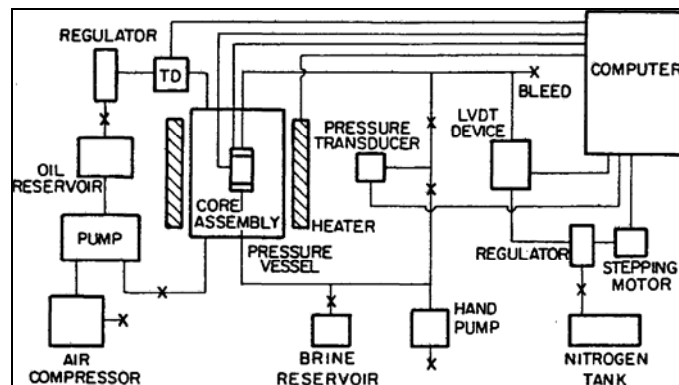 REGULATOR
TD
COMPUTER
BLEED
LVDT
DEVICE
PRESSURE
TRANSDUCER
OIL
RESERVOIR
CORE
ASSEMBLY
HEATER
PUMP
PRESSURE
VESSEL
REGULATOR
STEPPING
MOTOR
HAND
PUMP
AIR
COMPRESSOR
BRINE
RESERVOIR
NITROGEN
TANK